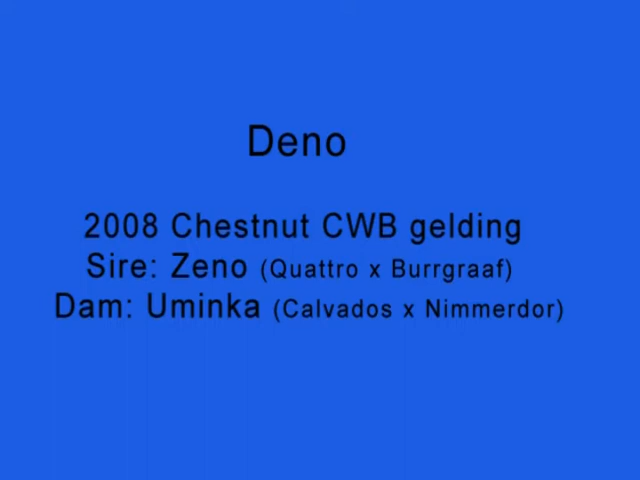 Deno
2008 Chestnut CWB gelding
Sire: Zeno (Quattro x Burrgraaf)
Dam: Uminka (Calvados x Nimmerdor)